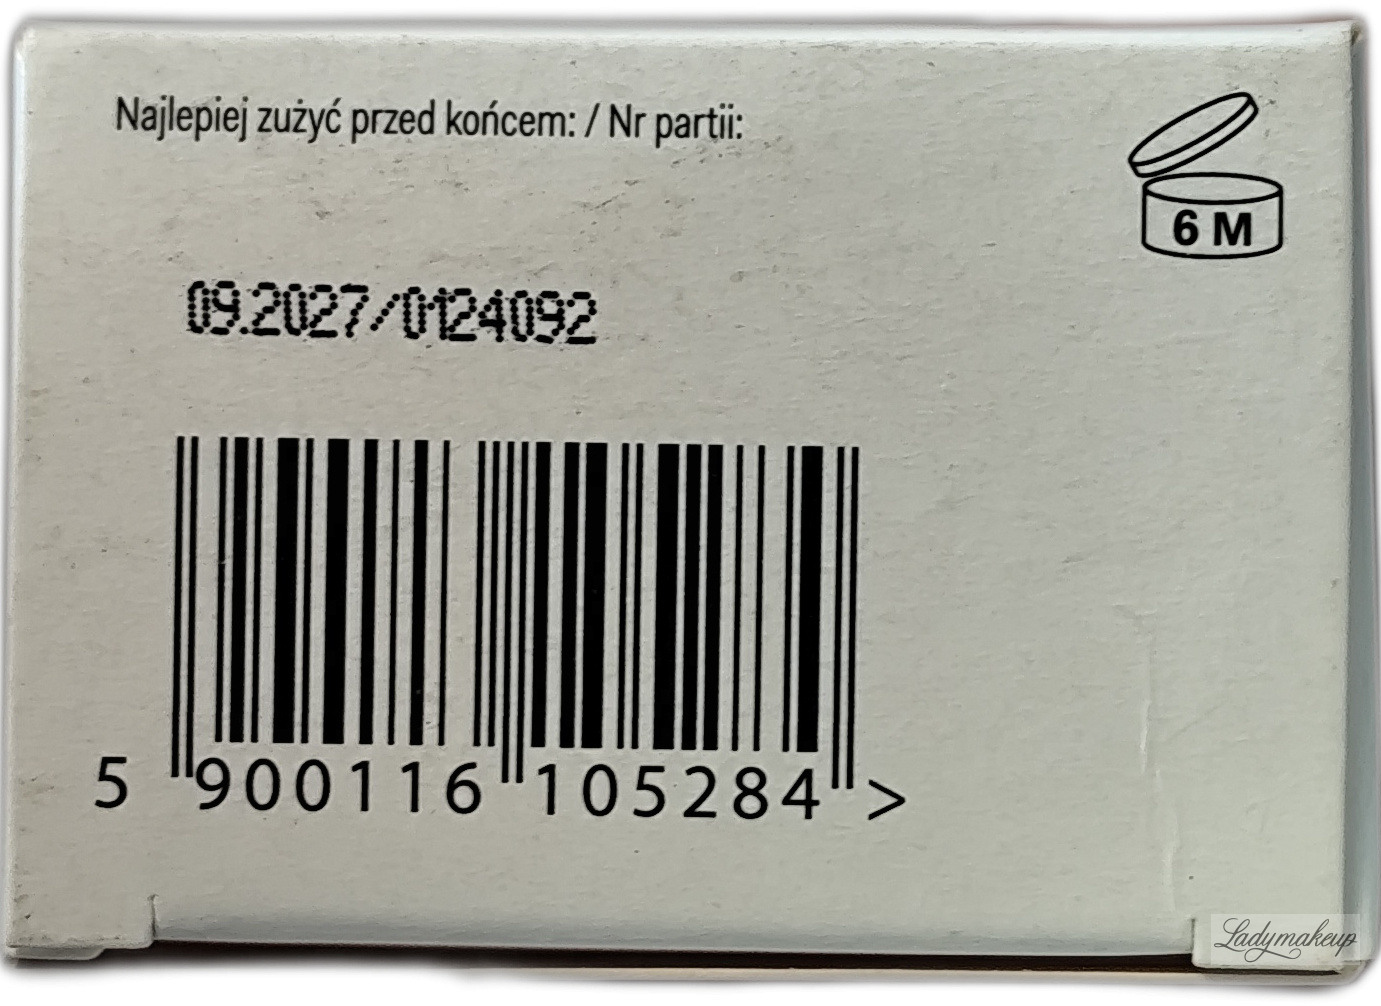 Najlepiej zużyć przed końcem: / Nr partii:
6 M
09.2027/0124092
5 900116 105284 >
Ladymakeup